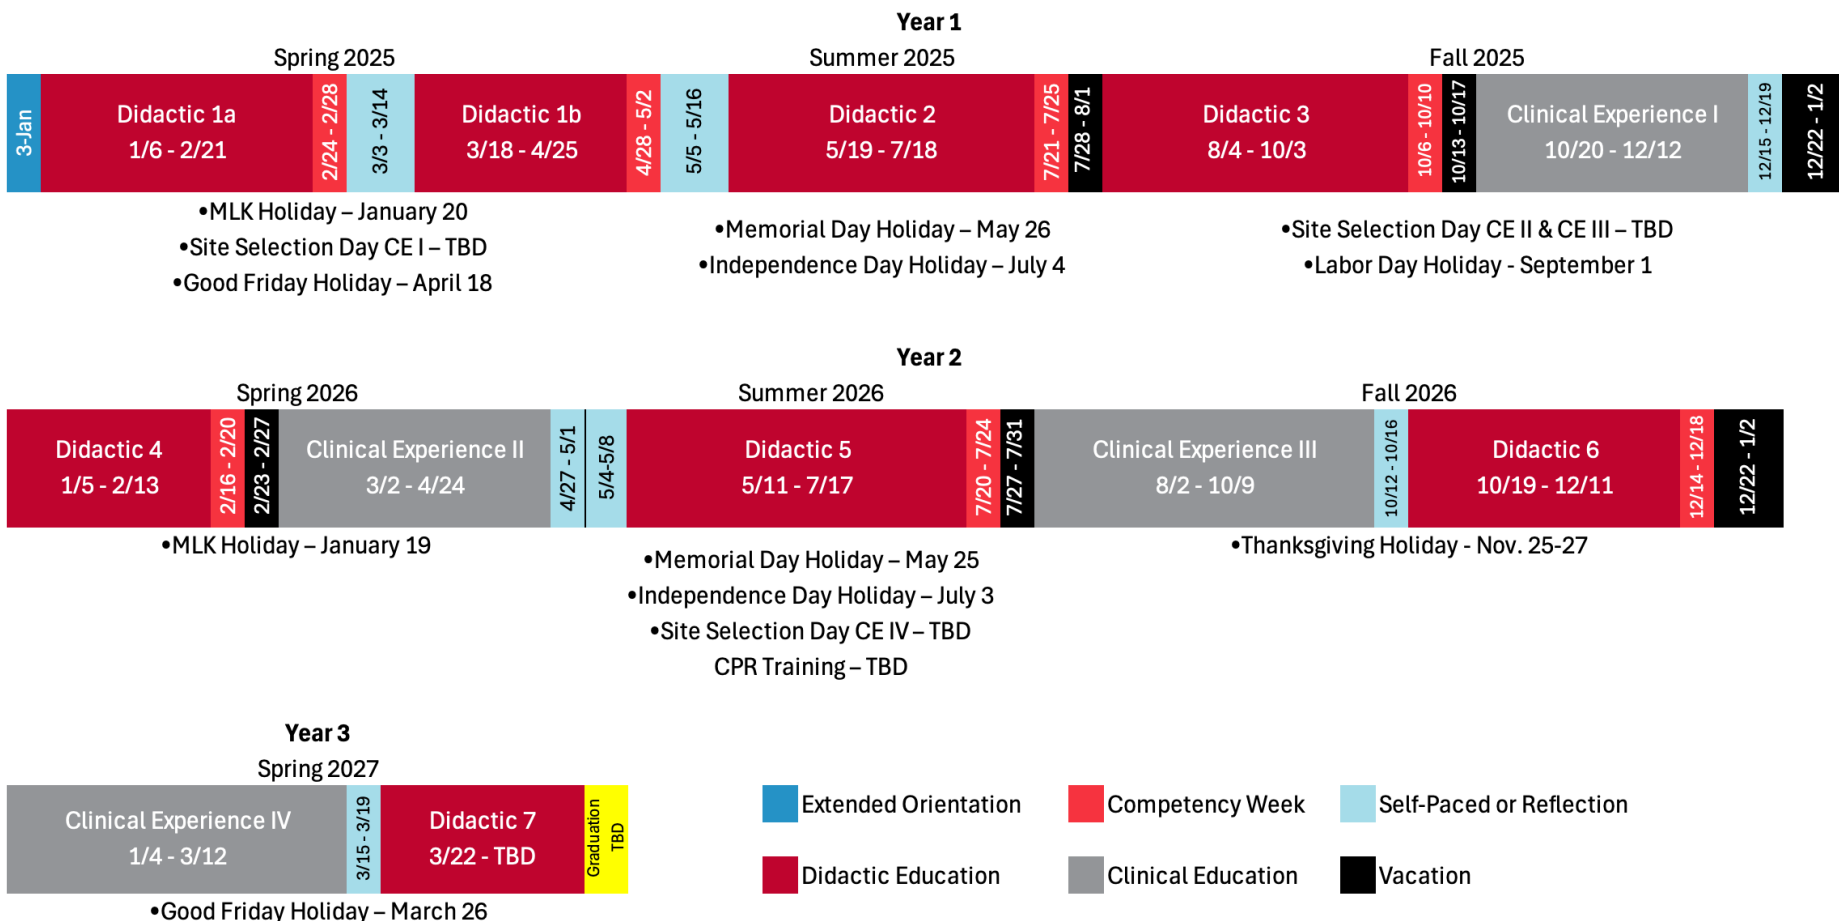 Year 1
Spring 2025
Summer 2025
Fall 2025
3-Jan
Didactic 1a
1/6 - 2/21
2/24 - 2/28
3/3 - 3/14
Didactic 1b
3/18 - 4/25
4/28 - 5/2
5/5 - 5/16
Didactic 2
5/19 - 7/18
7/21 - 7/25
7/28 - 8/1
Didactic 3
8/4 - 10/3
10/6 - 10/10
10/13 - 10/17
Clinical Experience I
10/20 - 12/12
12/15 - 12/19
12/22 - 1/2
•MLK Holiday – January 20
•Site Selection Day CE I – TBD
•Good Friday Holiday – April 18
•Memorial Day Holiday – May 26
•Independence Day Holiday – July 4
•Site Selection Day CE II & CE III – TBD
•Labor Day Holiday - September 1
Year 2
Spring 2026
Summer 2026
Fall 2026
Didactic 4
1/5 - 2/13
2/16 - 2/20
2/23 - 2/27
Clinical Experience II
3/2 - 4/24
4/27 - 5/1
5/4-5/8
Didactic 5
5/11 - 7/17
7/20 - 7/24
7/27 - 7/31
Clinical Experience III
8/2 - 10/9
10/12 - 10/16
Didactic 6
10/19 - 12/11
12/14 - 12/18
12/22 - 1/2
•MLK Holiday – January 19
•Memorial Day Holiday – May 25
•Independence Day Holiday – July 3
•Site Selection Day CE IV – TBD
CPR Training – TBD
•Thanksgiving Holiday - Nov. 25-27
Year 3
Spring 2027
Clinical Experience IV
1/4 - 3/12
3/15 - 3/19
Didactic 7
3/22 - TBD
Graduation
TBD
•Good Friday Holiday – March 26
Extended Orientation
Competency Week
Self-Paced or Reflection
Didactic Education
Clinical Education
Vacation